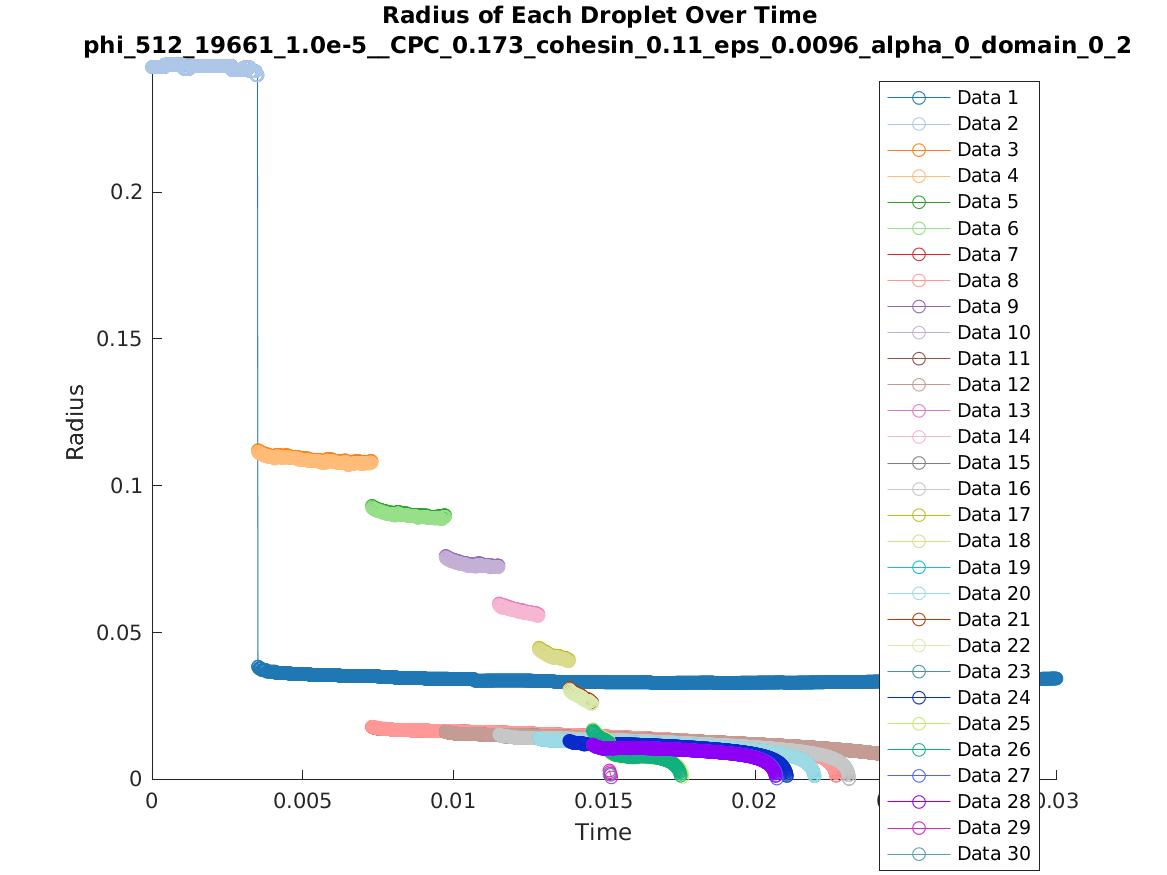 Radius of Each Droplet Over Time
phi_512_19661_1.0e-5__CPC_0.173_cohesin_0.11_eps_0.0096_alpha_0_domain_0_2
Radius
0.2
0.15
0.1
0.05
0
0
0.005
0.01
0.015
0.02
0.03
Time
Data 1
Data 2
Data 3
Data 4
Data 5
Data 6
Data 7
Data 8
Data 9
Data 10
Data 11
Data 12
Data 13
Data 14
Data 15
Data 16
Data 17
Data 18
Data 19
Data 20
Data 21
Data 22
Data 23
Data 24
Data 25
Data 26
Data 27
Data 28
Data 29
Data 30